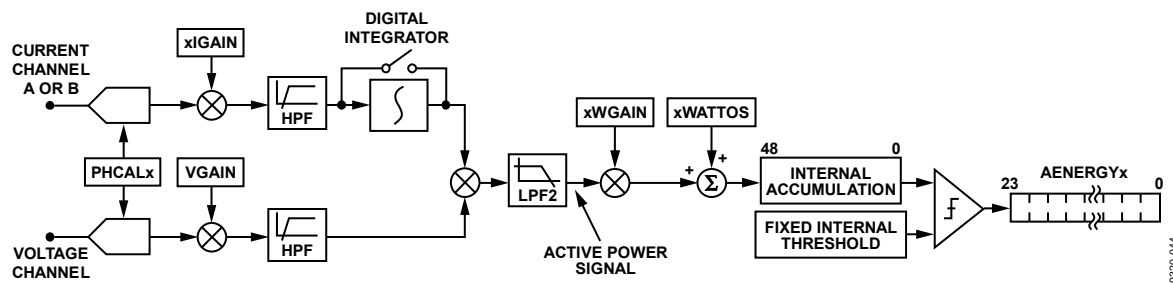 DIGITAL
INTEGRATOR
CURRENT
CHANNEL
A OR B
xIGAIN
HPF
PHCALx
VGAIN
VOLTAGE
CHANNEL
HPF
LPF2
ACTIVE POWER
SIGNAL
xWGAIN
xWATTOS
+
+
Σ
48
0
INTERNAL
ACCUMULATION
FIXED INTERNAL
THRESHOLD
AENERGYx
23
0